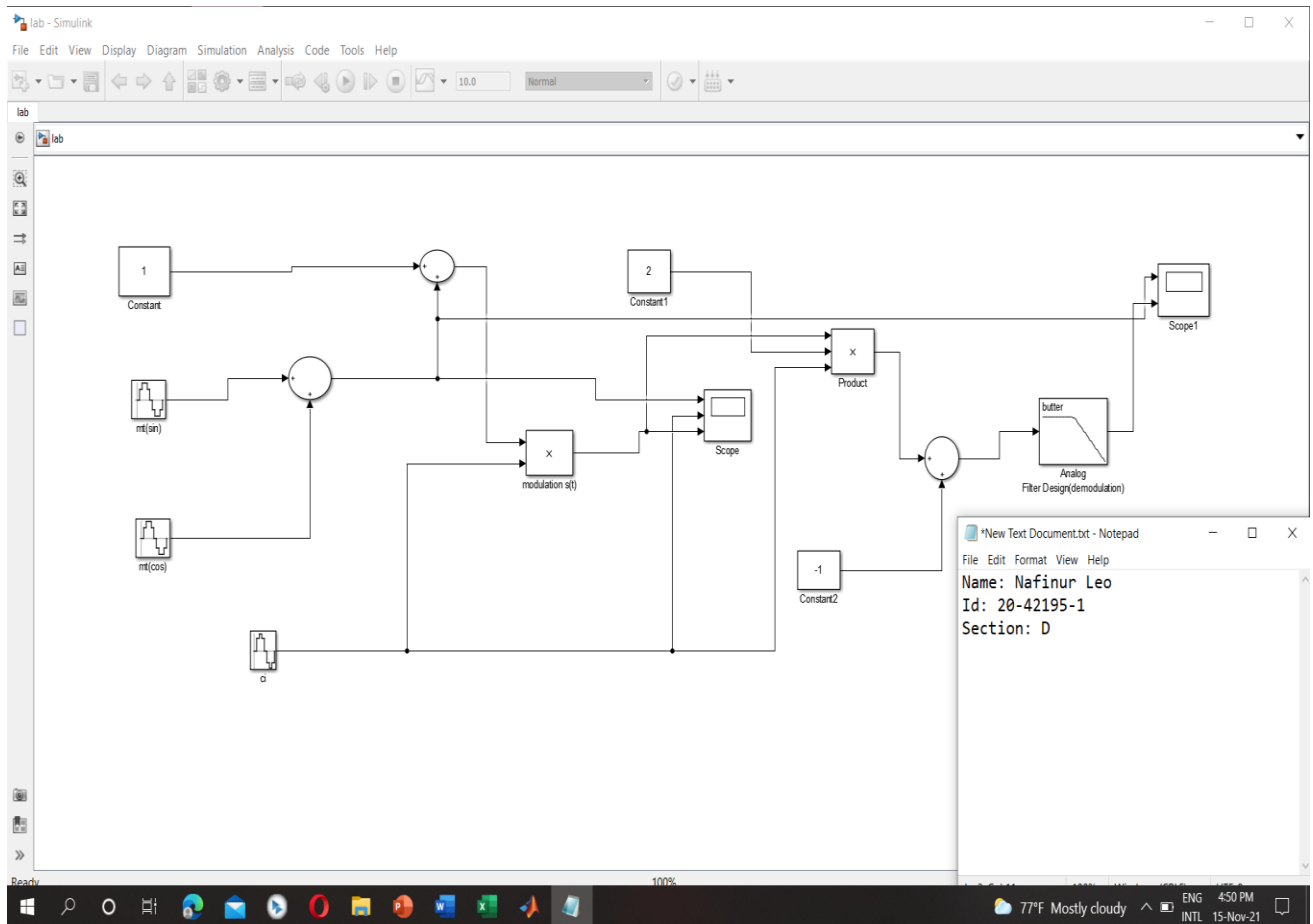 lab - Simulink
File Edit View Display Diagram Simulation Analysis Code Tools Help
10.0 Normal
lab
lab
1
Constant
2
Constant1
Scope1
x
Product
mt(sin)
Scope
x
modulation s(t)
butter
Analog
Filter Design(demodulation)
mt(cos)
-1
Constant2
ci
*New Text Document.txt - Notepad
File Edit Format View Help
Name: Nafinur Leo
Id: 20-42195-1
Section: D
Ready
100%
77°F Mostly cloudy
ENG
INTL
4:50 PM
15-Nov-21